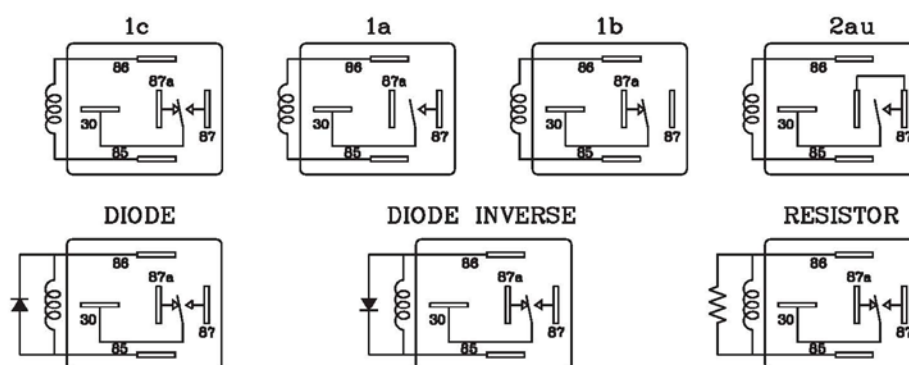 1c 1a 1b 2au
86 86 86 86
87a 87a 87a
30 30 30 30
87 87 87 87
85 85 85 85
DIODE DIODE INVERSE RESISTOR
86 86 86
87a 87a 87a
30 30 30
87 87 87
85 85 85